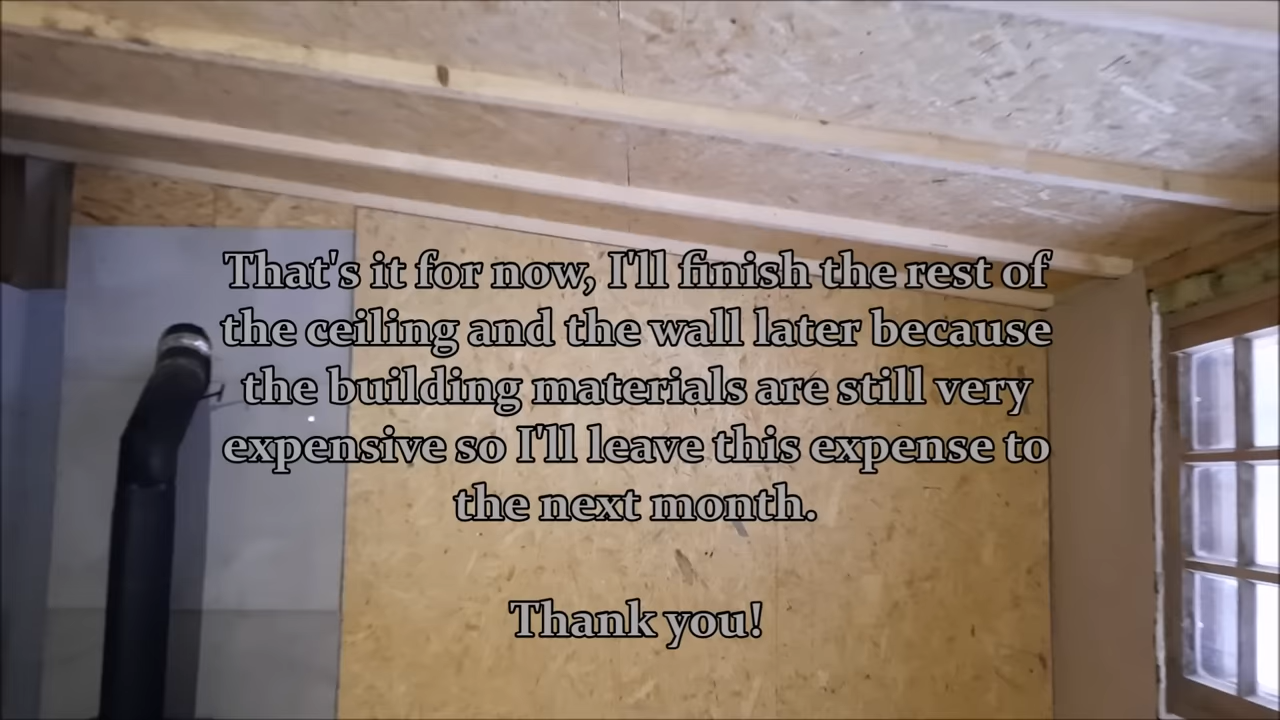 That's it for now, I'll finish the rest of
the ceiling and the wall later because
the building materials are still very
expensive so I'll leave this expense to
the next month.
Thank you!